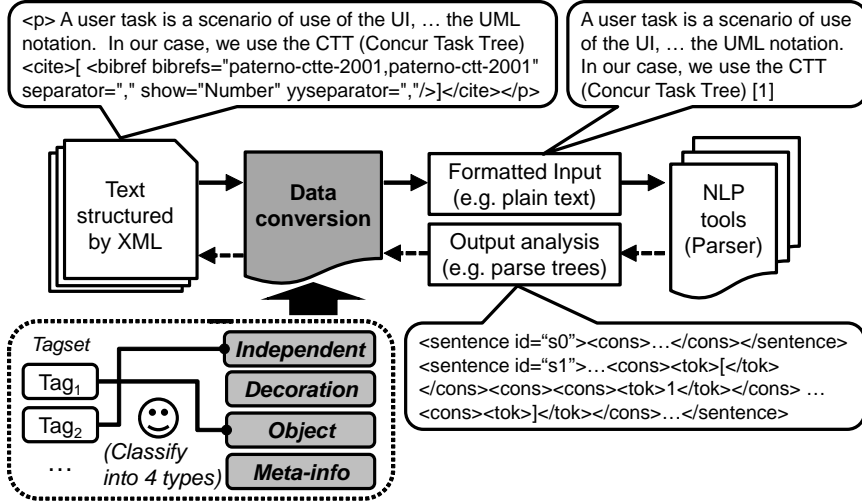 <p> A user task is a scenario of use of the UI, … the UML
notation.  In our case, we use the CTT (Concur Task Tree)
<cite>[ <bibref bibrefs="paterno-ctte-2001,paterno-ctt-2001"
separator="," show="Number" yyseparator=","/>]</cite></p>
A user task is a scenario of use
of the UI, … the UML notation.
In our case, we use the CTT
(Concur Task Tree) [1]
Text
structured
by XML
Data
conversion
Formatted Input
(e.g. plain text)
Output analysis
(e.g. parse trees)
NLP
tools
(Parser)
Tagset
Tag1
Tag2
…
(Classify
into 4 types)
Independent
Decoration
Object
Meta-info
<sentence id=“s0”><cons>…</cons></sentence>
<sentence id=“s1”>…<cons><tok>[</tok>
</cons><cons><cons><tok>1</tok></cons> …
<cons><tok>]</tok></cons>…</sentence>